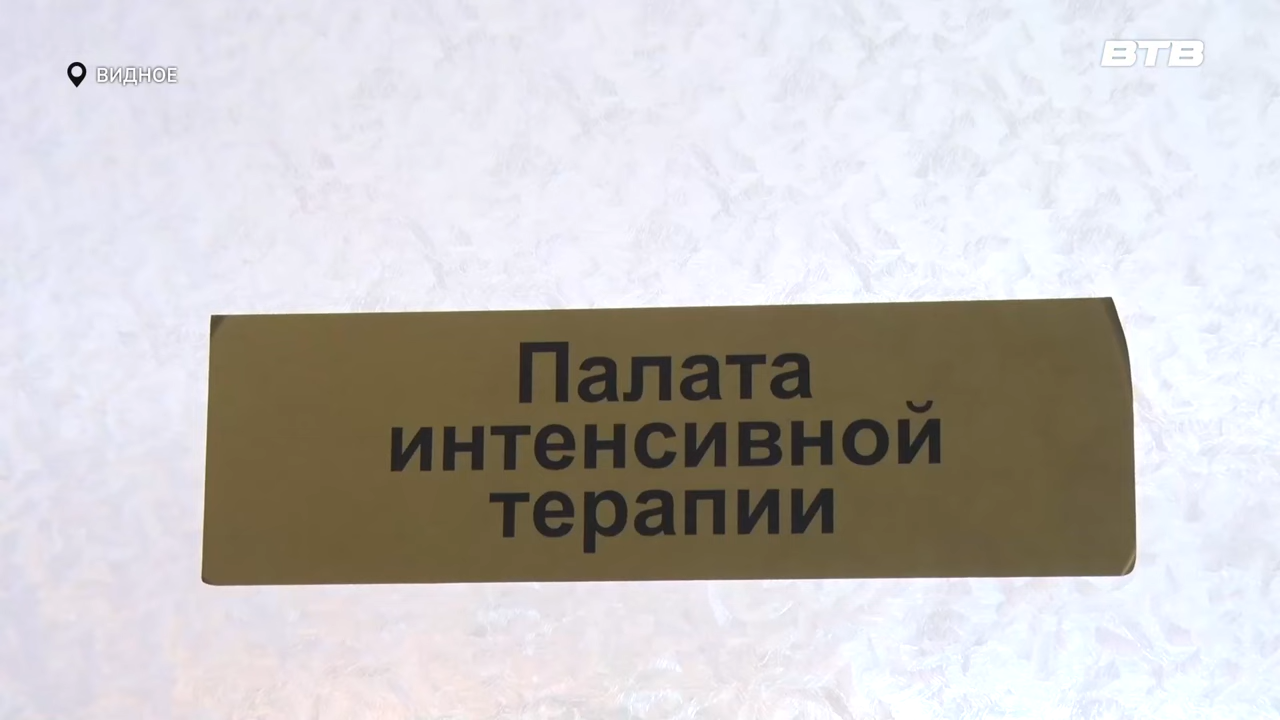 ВИДНОЕ
ВТВ
Палата
интенсивной
терапии